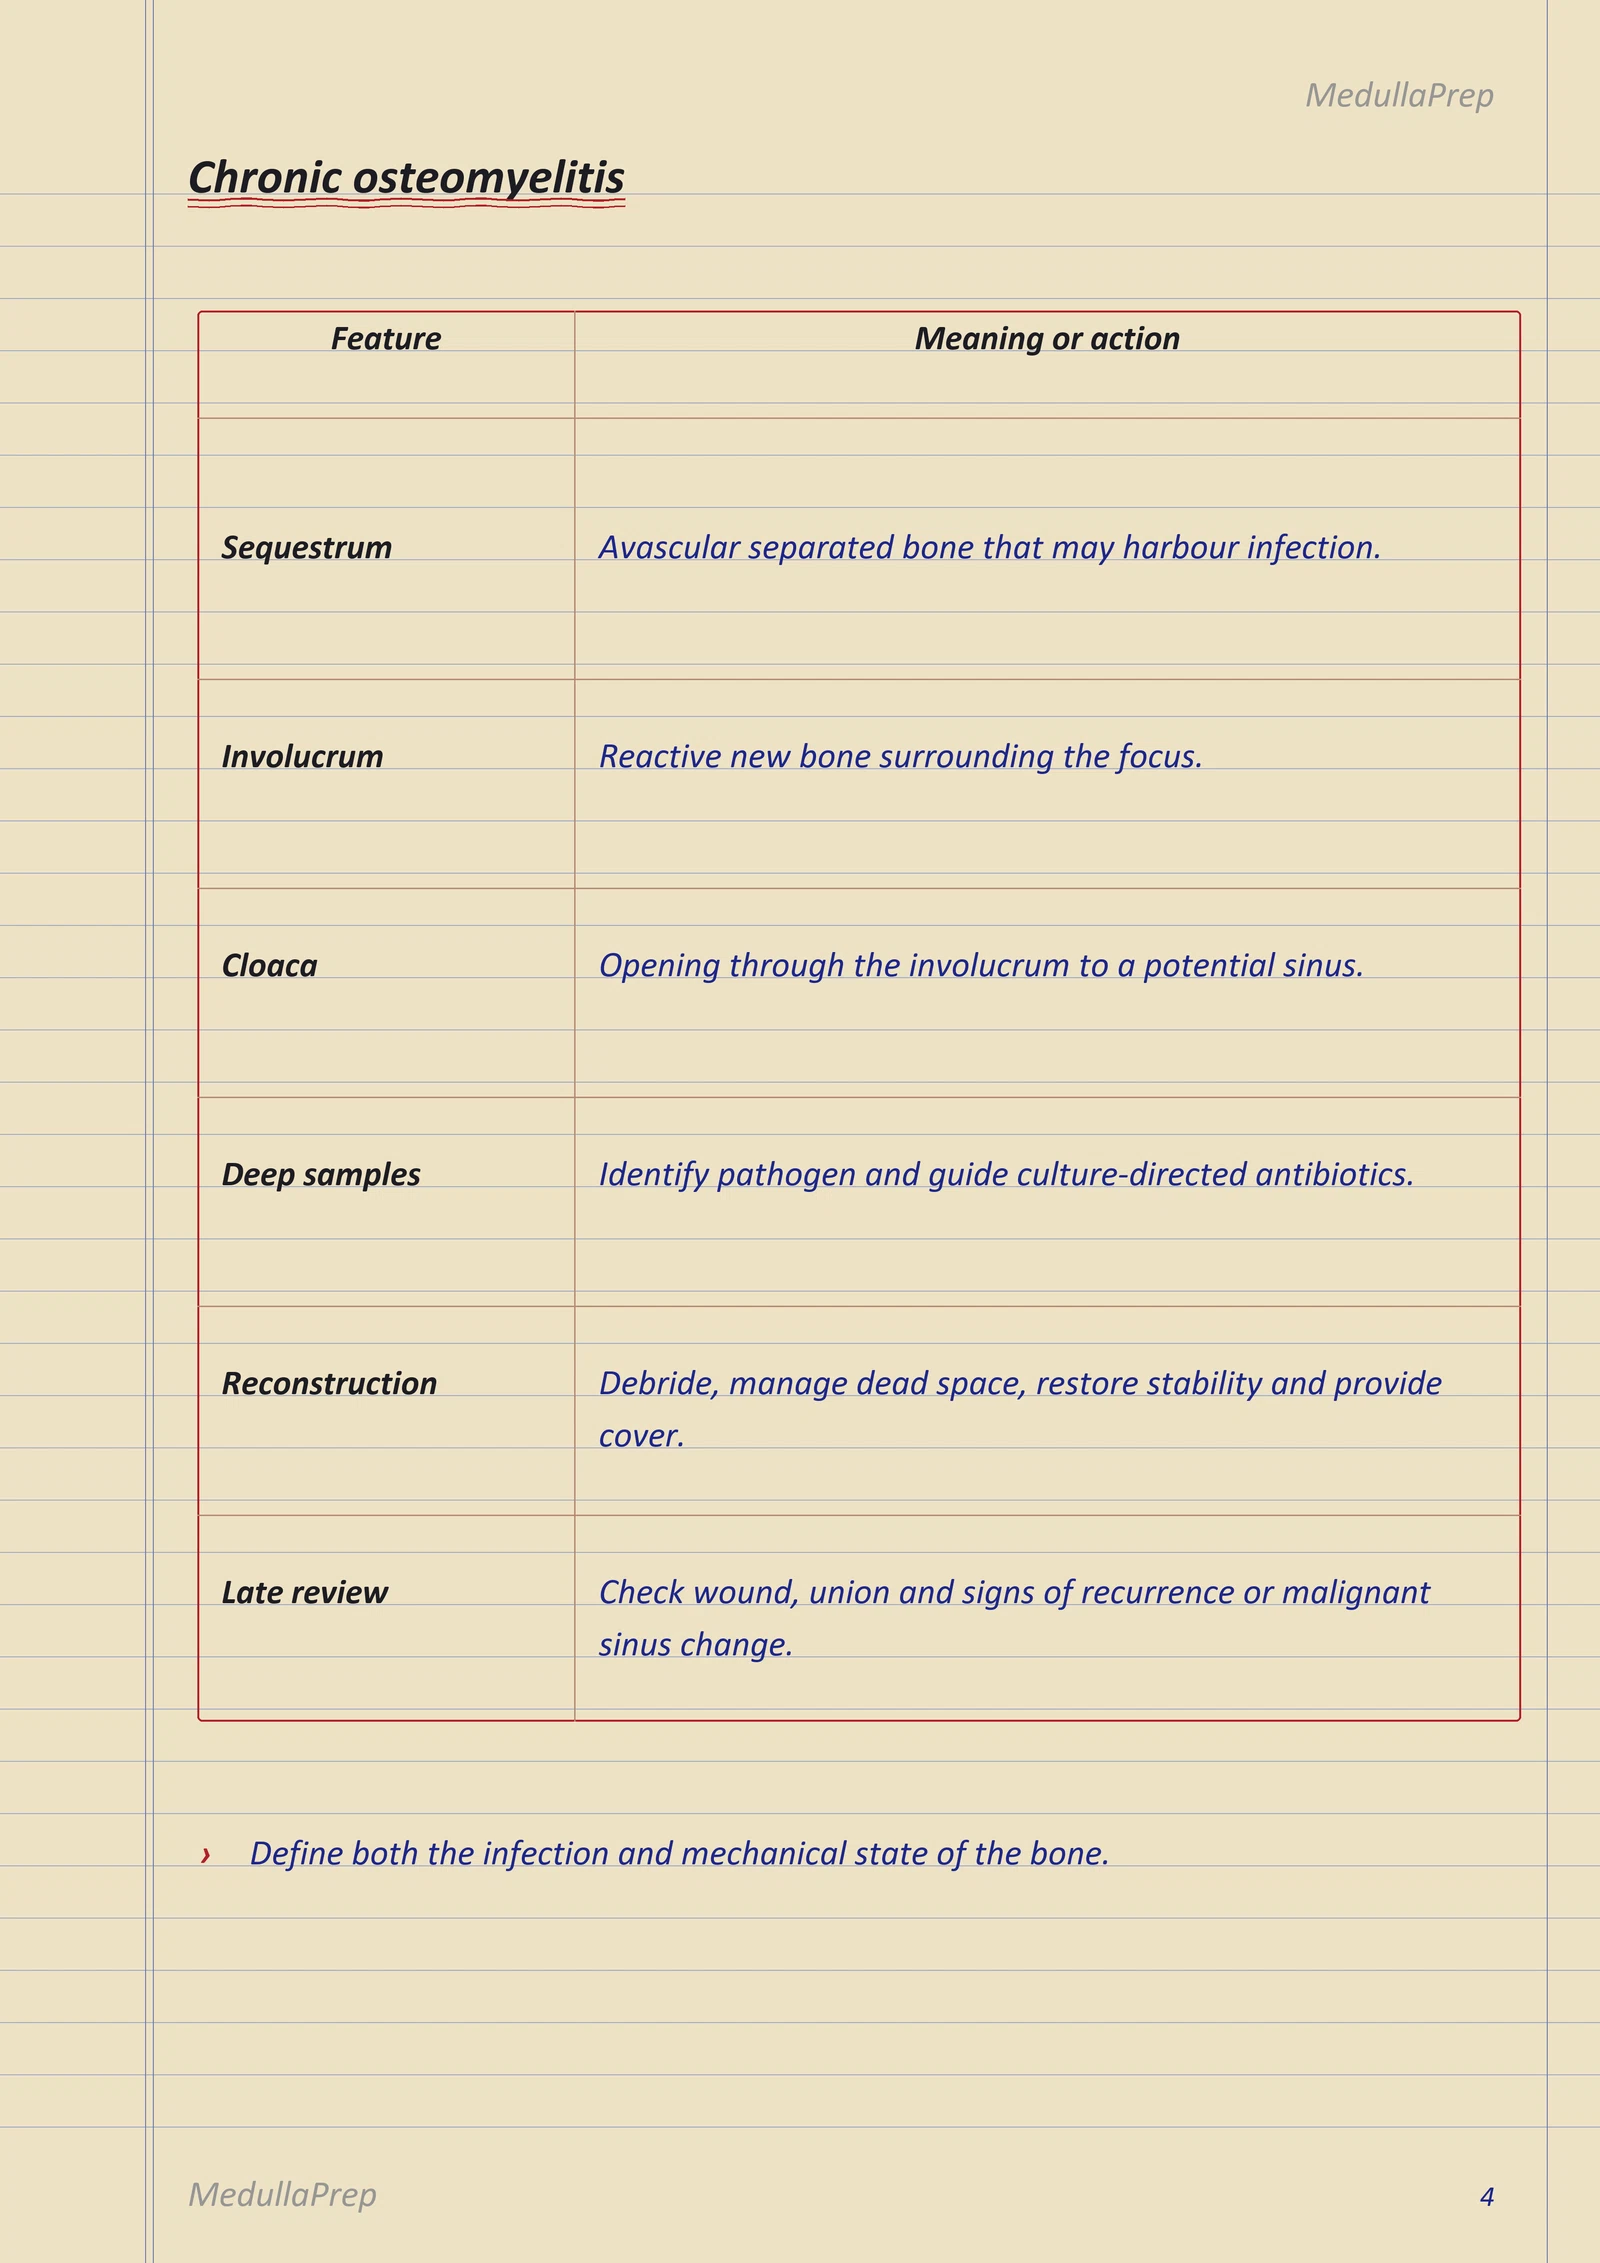 MedullaPrep
Chronic osteomyelitis
Feature Meaning or action
Sequestrum Avascular separated bone that may harbour infection.
Involucrum Reactive new bone surrounding the focus.
Cloaca Opening through the involucrum to a potential sinus.
Deep samples Identify pathogen and guide culture-directed antibiotics.
Reconstruction Debride, manage dead space, restore stability and provide
cover.
Late review Check wound, union and signs of recurrence or malignant
sinus change.
› Define both the infection and mechanical state of the bone.
MedullaPrep 4